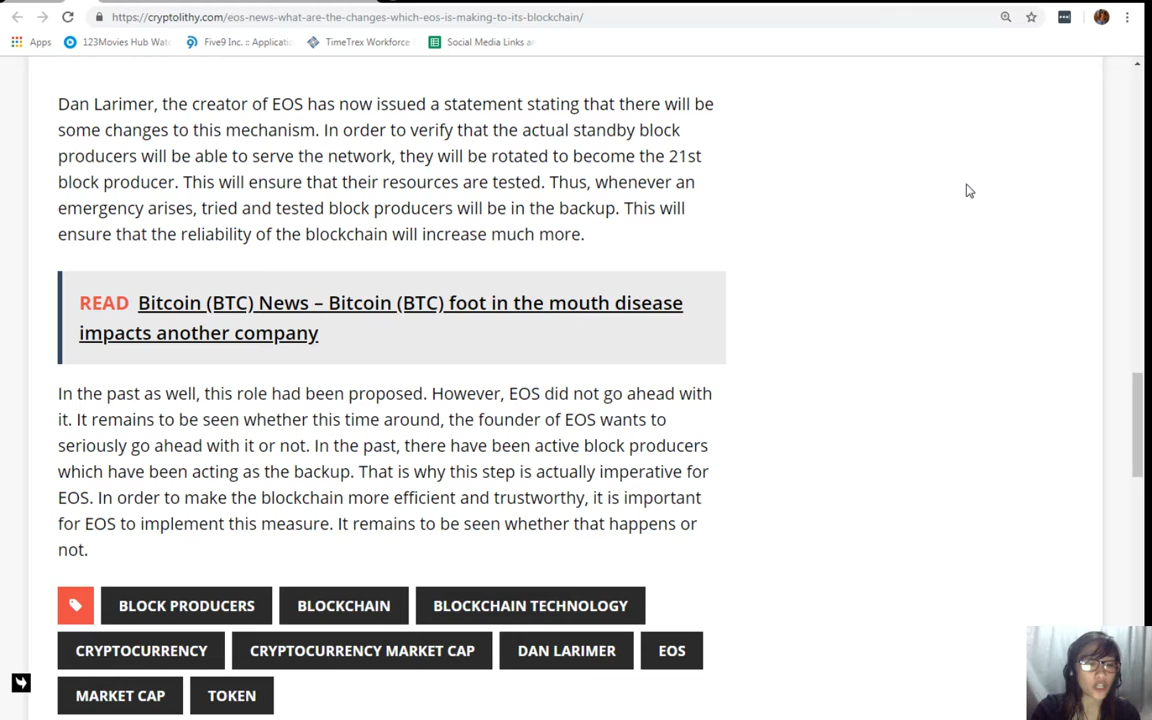 https://cryptolithy.com/eos-news-what-are-the-changes-which-eos-is-making-to-its-blockchain/
Apps 123Movies Hub Watc Five9 Inc. :: Applicati TimeTrex Workforce Social Media Links an
Dan Larimer, the creator of EOS has now issued a statement stating that there will be
some changes to this mechanism. In order to verify that the actual standby block
producers will be able to serve the network, they will be rotated to become the 21st
block producer. This will ensure that their resources are tested. Thus, whenever an
emergency arises, tried and tested block producers will be in the backup. This will
ensure that the reliability of the blockchain will increase much more.
READ Bitcoin (BTC) News – Bitcoin (BTC) foot in the mouth disease
impacts another company
In the past as well, this role had been proposed. However, EOS did not go ahead with
it. It remains to be seen whether this time around, the founder of EOS wants to
seriously go ahead with it or not. In the past, there have been active block producers
which have been acting as the backup. That is why this step is actually imperative for
EOS. In order to make the blockchain more efficient and trustworthy, it is important
for EOS to implement this measure. It remains to be seen whether that happens or
not.
BLOCK PRODUCERS BLOCKCHAIN BLOCKCHAIN TECHNOLOGY
CRYPTOCURRENCY CRYPTOCURRENCY MARKET CAP DAN LARIMER EOS
MARKET CAP TOKEN